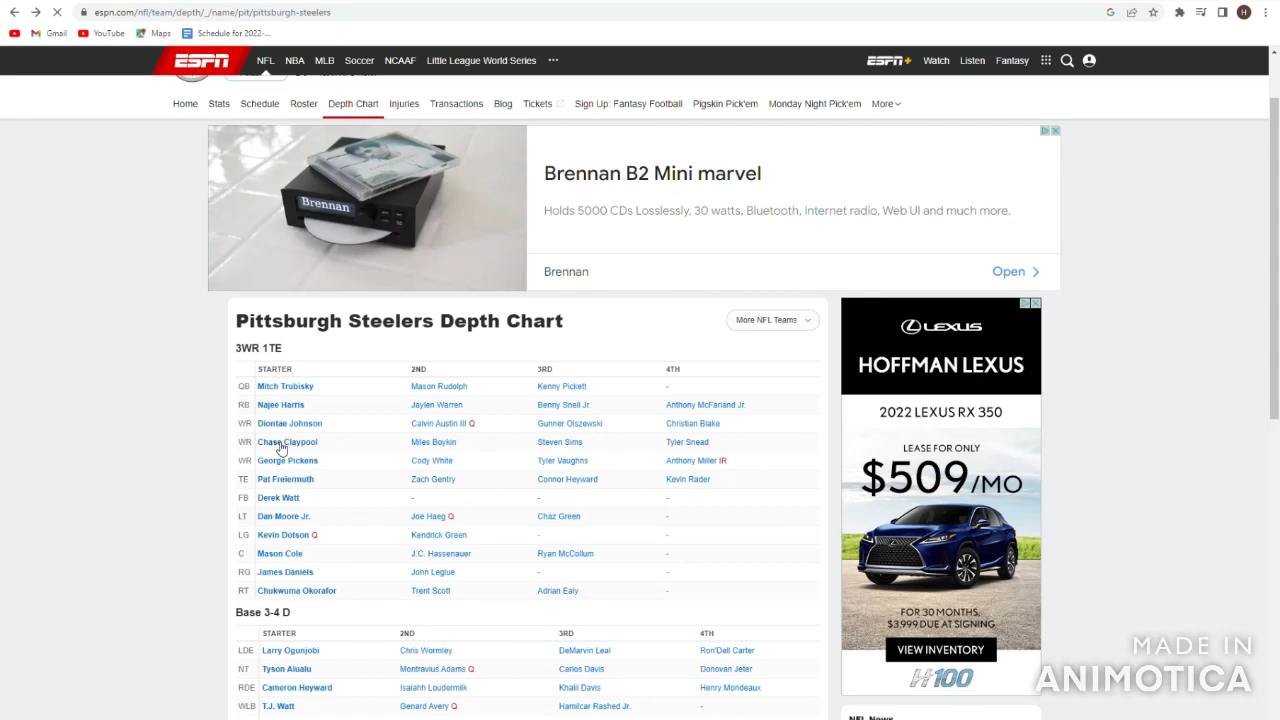 espn.com/nfl/team/depth/_/name/pit/pittsburgh-steelers
H
Gmail YouTube Maps Schedule for 2022-...
ESPN NFL NBA MLB Soccer NCAAF Little League World Series ••• ESPN+ Watch Listen Fantasy
Home Stats Schedule Roster Depth Chart Injuries Transactions Blog Tickets Sign Up: Fantasy Football Pigskin Pick'em Monday Night Pick'em More
Brennan
Brennan B2 Mini marvel
Holds 5000 CDs Losslessly, 30 watts, Bluetooth, Internet radio, Web UI and much more.
Brennan Open
Pittsburgh Steelers Depth Chart More NFL Teams
3WR 1TE
STARTER 2ND 3RD 4TH
QB Mitch Trubisky Mason Rudolph Kenny Pickett -
RB Najee Harris Jaylen Warren Benny Snell Jr. Anthony McFarland Jr.
WR Diontae Johnson Calvin Austin III Q Gunner Olszewski Christian Blake
WR Chase Claypool Miles Boykin Steven Sims Tyler Snead
WR George Pickens Cody White Tyler Vaughns Anthony Miller IR
TE Pat Freiermuth Zach Gentry Connor Heyward Kevin Rader
FB Derek Watt - - -
LT Dan Moore Jr. Joe Haeg Q Chaz Green -
LG Kevin Dotson Q Kendrick Green - -
C Mason Cole J.C. Hassenauer Ryan McCollum -
RG James Daniels John Leglue - -
RT Chukwuma Okorafor Trent Scott Adrian Ealy -
Base 3-4 D
STARTER 2ND 3RD 4TH
LDE Larry Ogunjobi Chris Wormley DeMarvin Leal Ron'Dell Carter
NT Tyson Alualu Montravius Adams Q Carlos Davis Donovan Jeter
RDE Cameron Heyward Isaiahh Loudermilk Khalil Davis Henry Mondeaux
WLB T.J. Watt Genard Avery Q Hamilcar Rashed Jr. -
LEXUS
HOFFMAN LEXUS
2022 LEXUS RX 350
LEASE FOR ONLY
$509/MO
FOR 30 MONTHS,
$3,999 DUE AT SIGNING
VIEW INVENTORY
H100
NFL News
MADE IN
ANIMOTICA